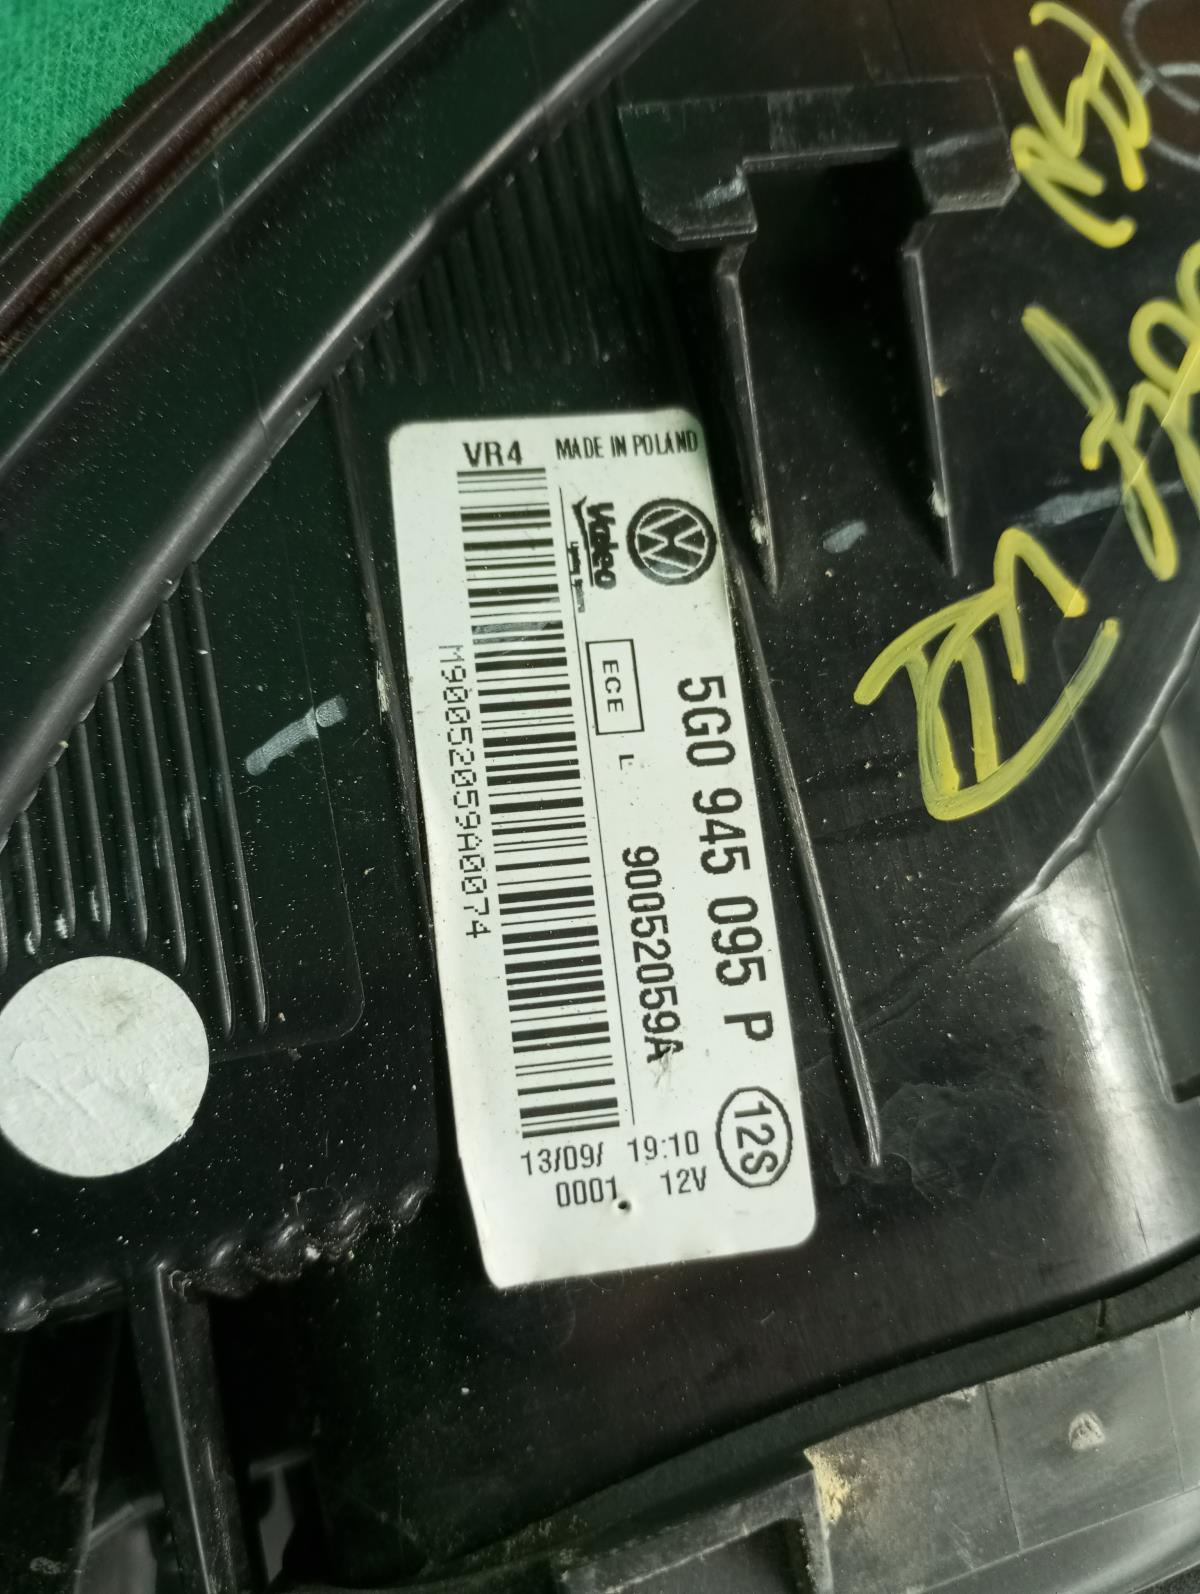 VR4 MADE IN POLAND
Valeo
5G0 945 095 P
ECE L 90052059A
M90052059A0074
12S
13/09/ 19:10
0001 12V